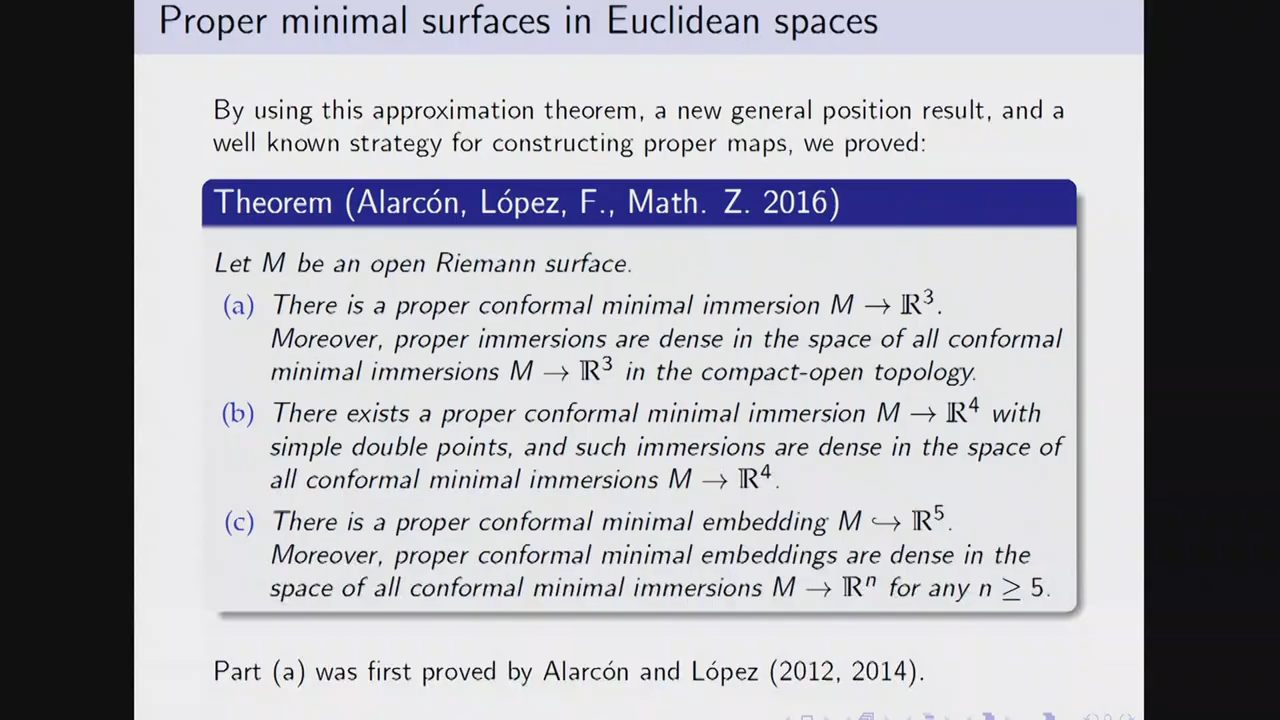 Proper minimal surfaces in Euclidean spaces
By using this approximation theorem, a new general position result, and a
well known strategy for constructing proper maps, we proved:
Theorem (Alarcón, López, F., Math. Z. 2016)
Let M be an open Riemann surface.
(a) There is a proper conformal minimal immersion M → ℝ³.
Moreover, proper immersions are dense in the space of all conformal
minimal immersions M → ℝ³ in the compact-open topology.
(b) There exists a proper conformal minimal immersion M → ℝ⁴ with
simple double points, and such immersions are dense in the space of
all conformal minimal immersions M → ℝ⁴.
(c) There is a proper conformal minimal embedding M ↪ ℝ⁵.
Moreover, proper conformal minimal embeddings are dense in the
space of all conformal minimal immersions M → ℝⁿ for any n ≥ 5.
Part (a) was first proved by Alarcón and López (2012, 2014).